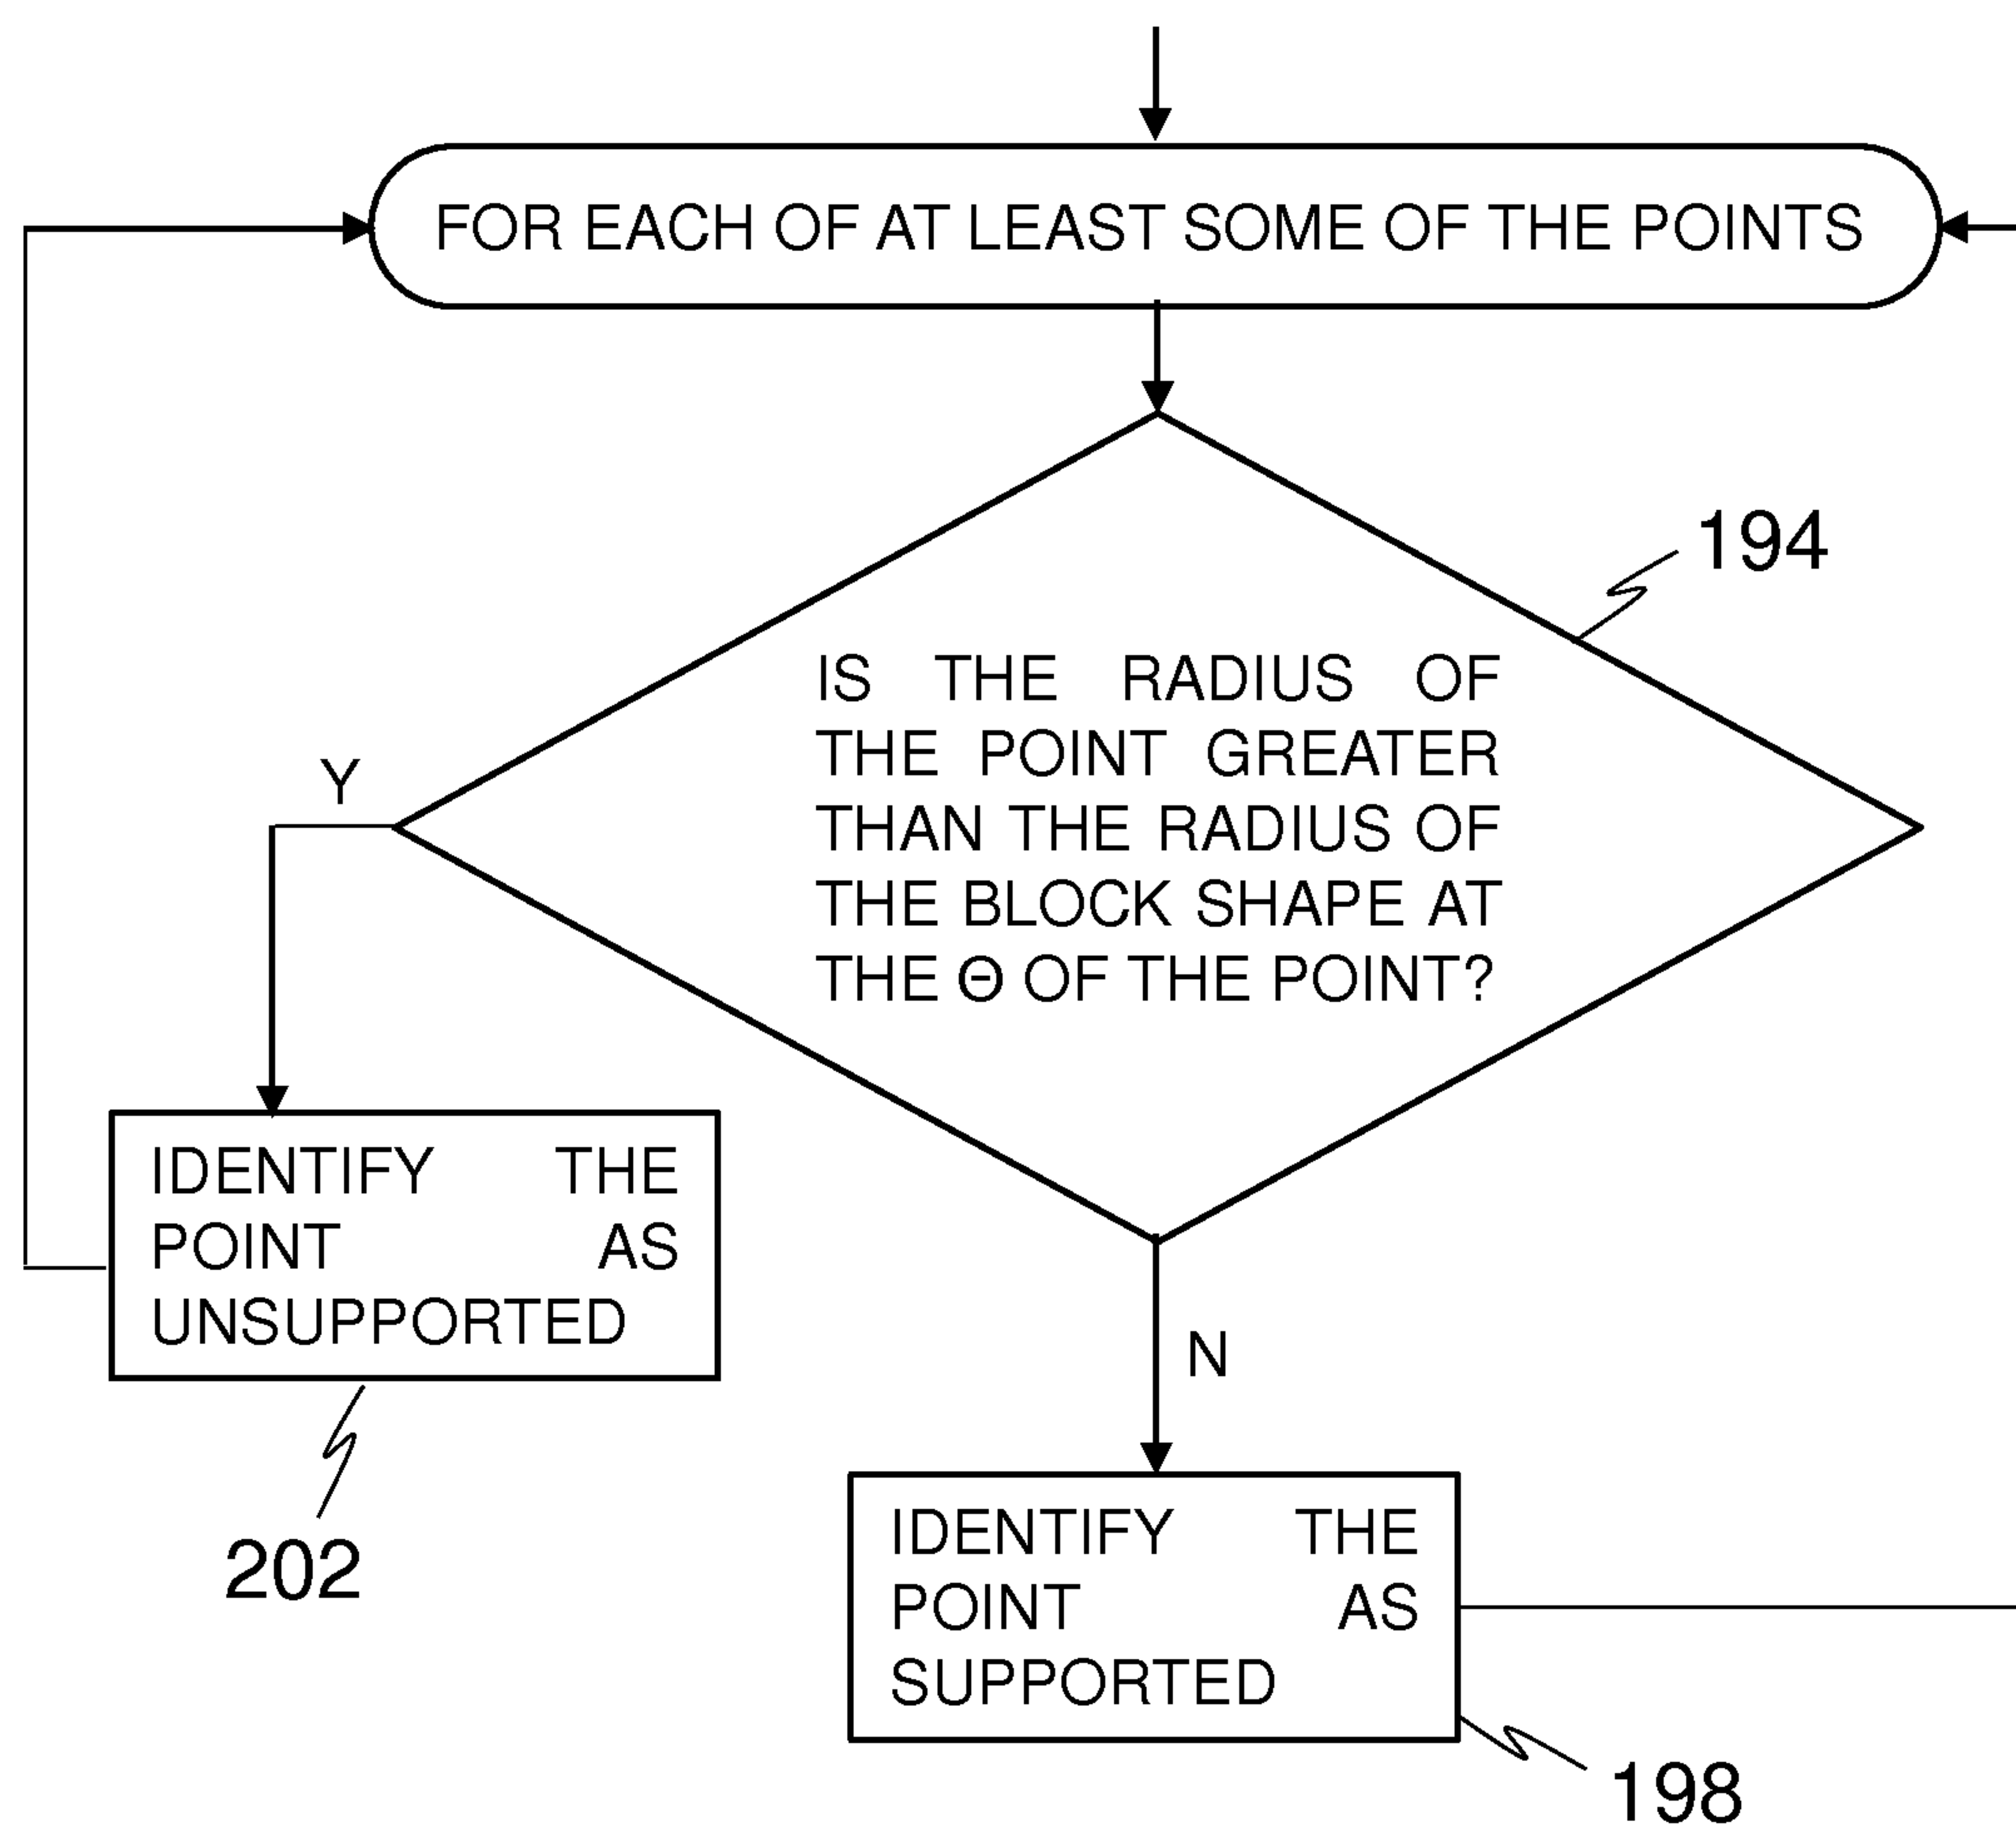 FOR EACH OF AT LEAST SOME OF THE POINTS
194
IS THE RADIUS OF
THE POINT GREATER
THAN THE RADIUS OF
THE BLOCK SHAPE AT
THE Θ OF THE POINT?
Y
IDENTIFY THE
POINT AS
UNSUPPORTED
N
202
IDENTIFY THE
POINT AS
SUPPORTED
198